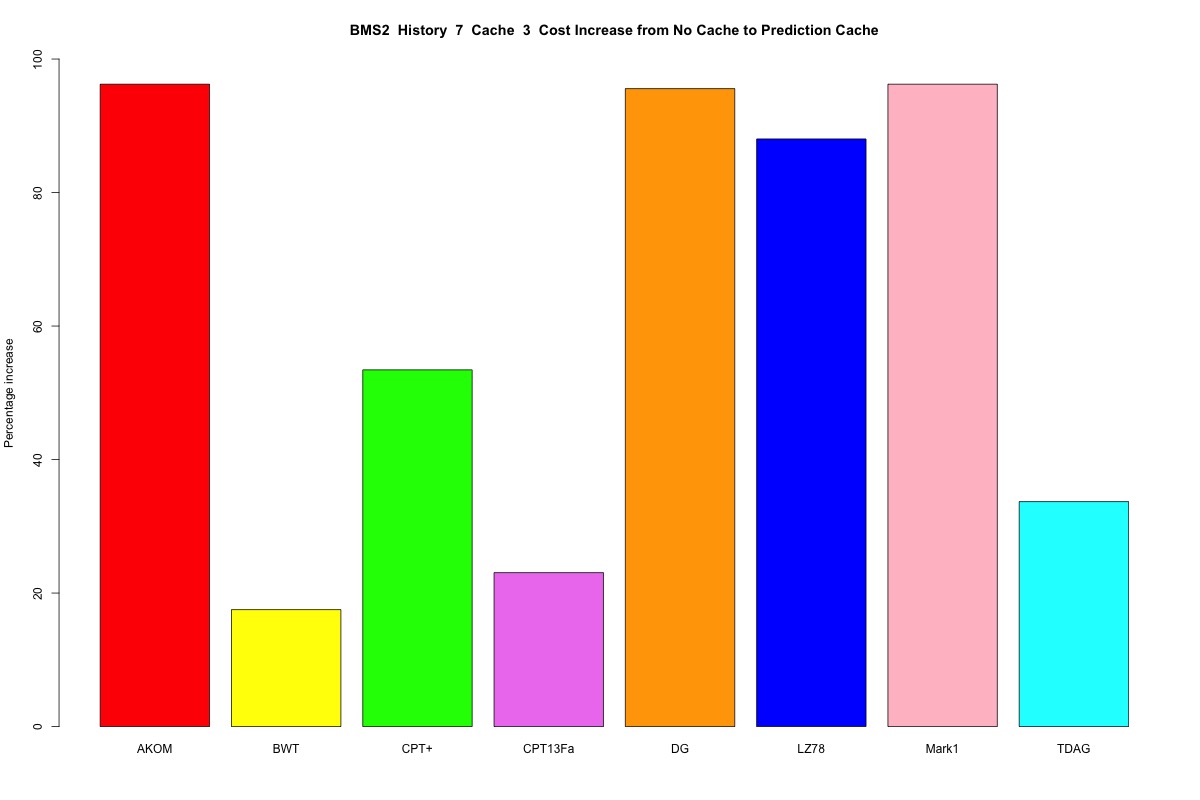 BMS2 History 7 Cache 3 Cost Increase from No Cache to Prediction Cache
Percentage increase
100
80
60
40
20
0
AKOM BWT CPT+ CPT13Fa DG LZ78 Mark1 TDAG